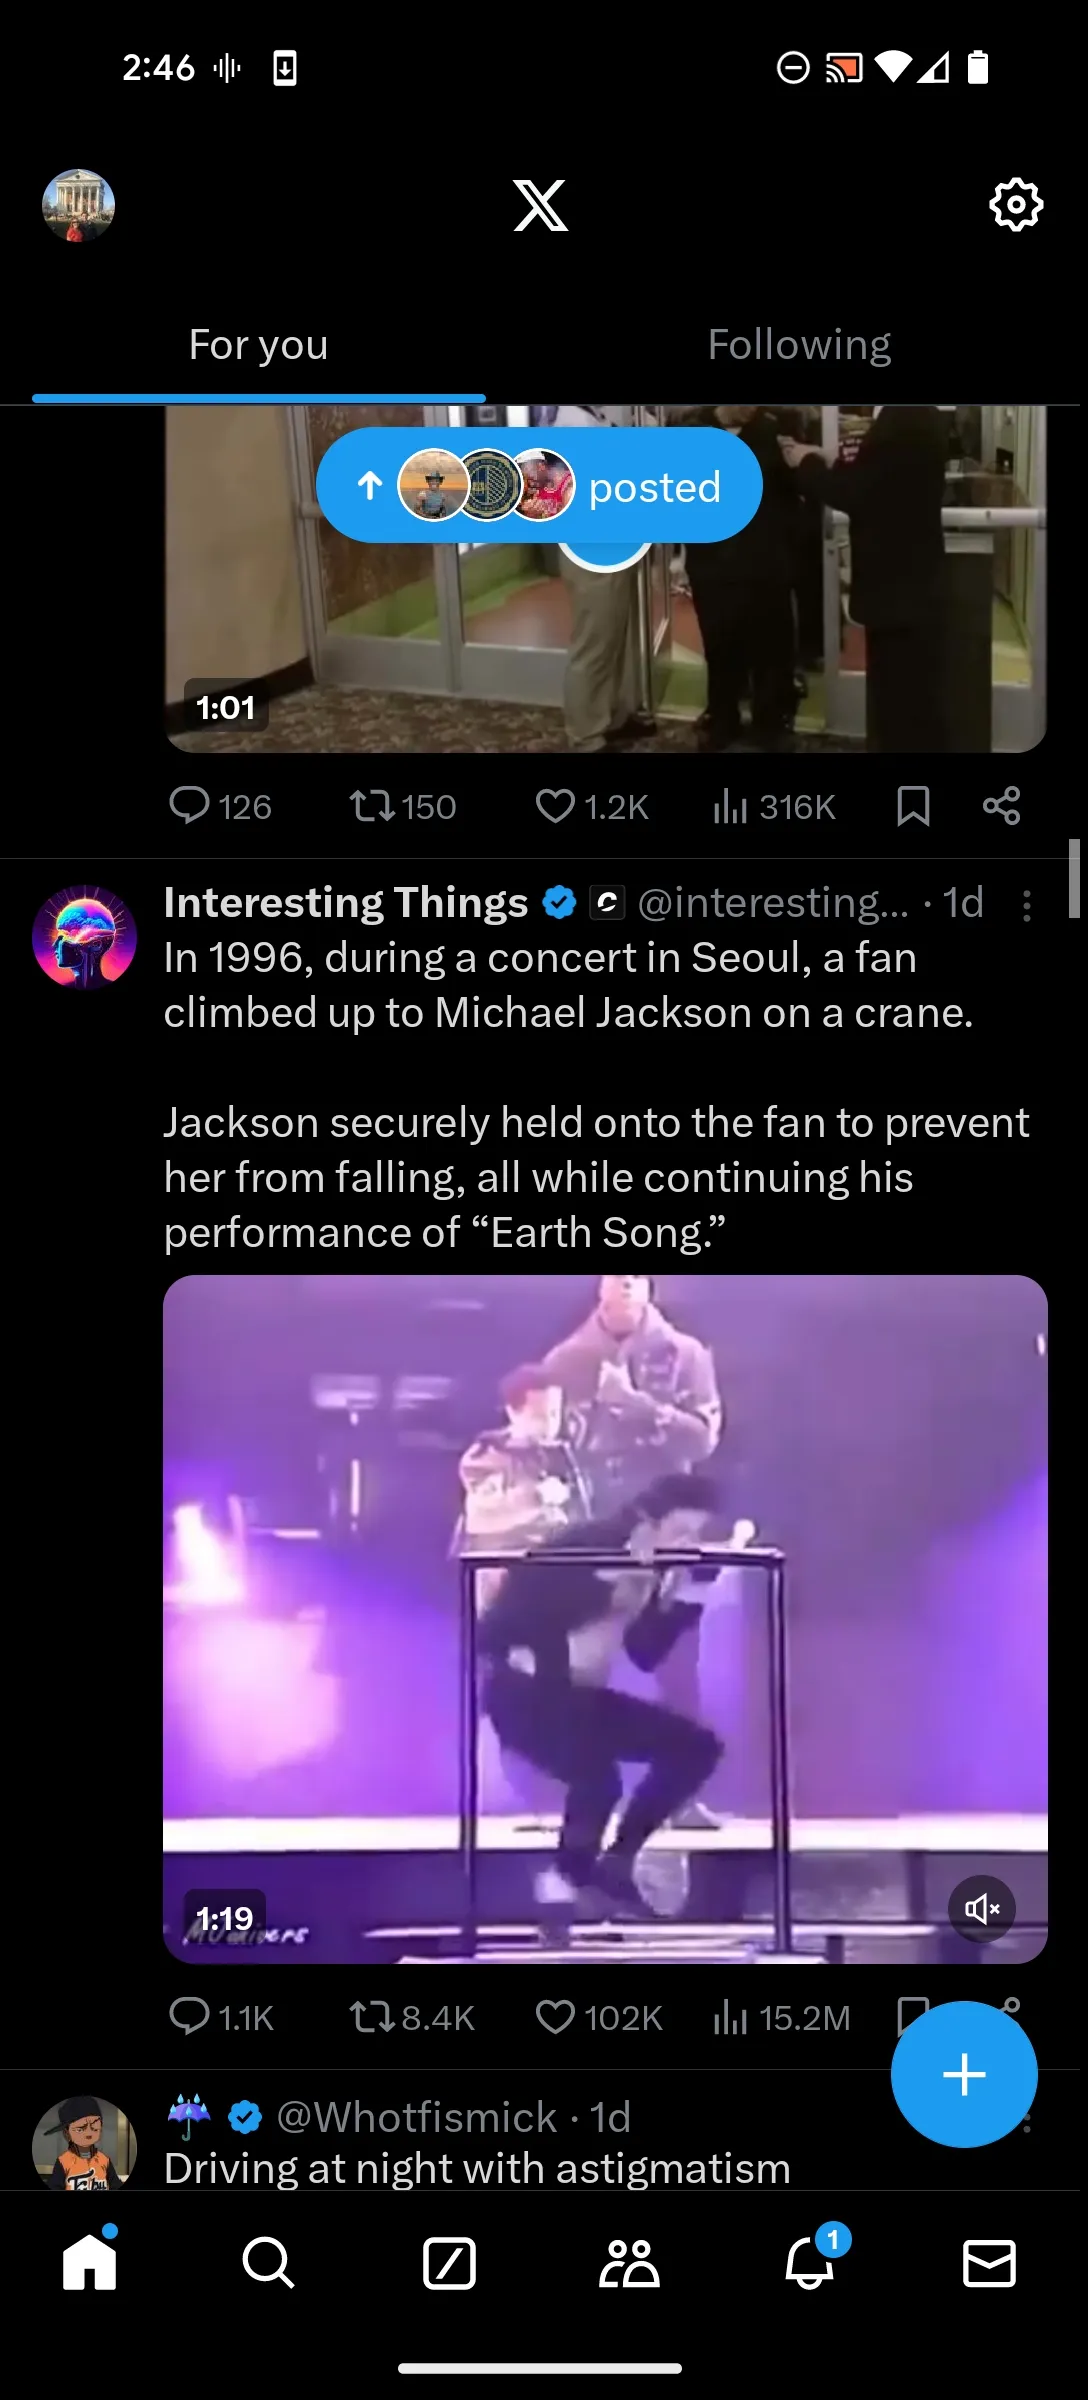 2:46
For you
Following
posted
1:01
126
150
1.2K
316K
Interesting Things @interesting... · 1d
In 1996, during a concert in Seoul, a fan
climbed up to Michael Jackson on a crane.
Jackson securely held onto the fan to prevent
her from falling, all while continuing his
performance of “Earth Song.”
1:19
1.1K
8.4K
102K
15.2M
@Whotfismick · 1d
Driving at night with astigmatism
1